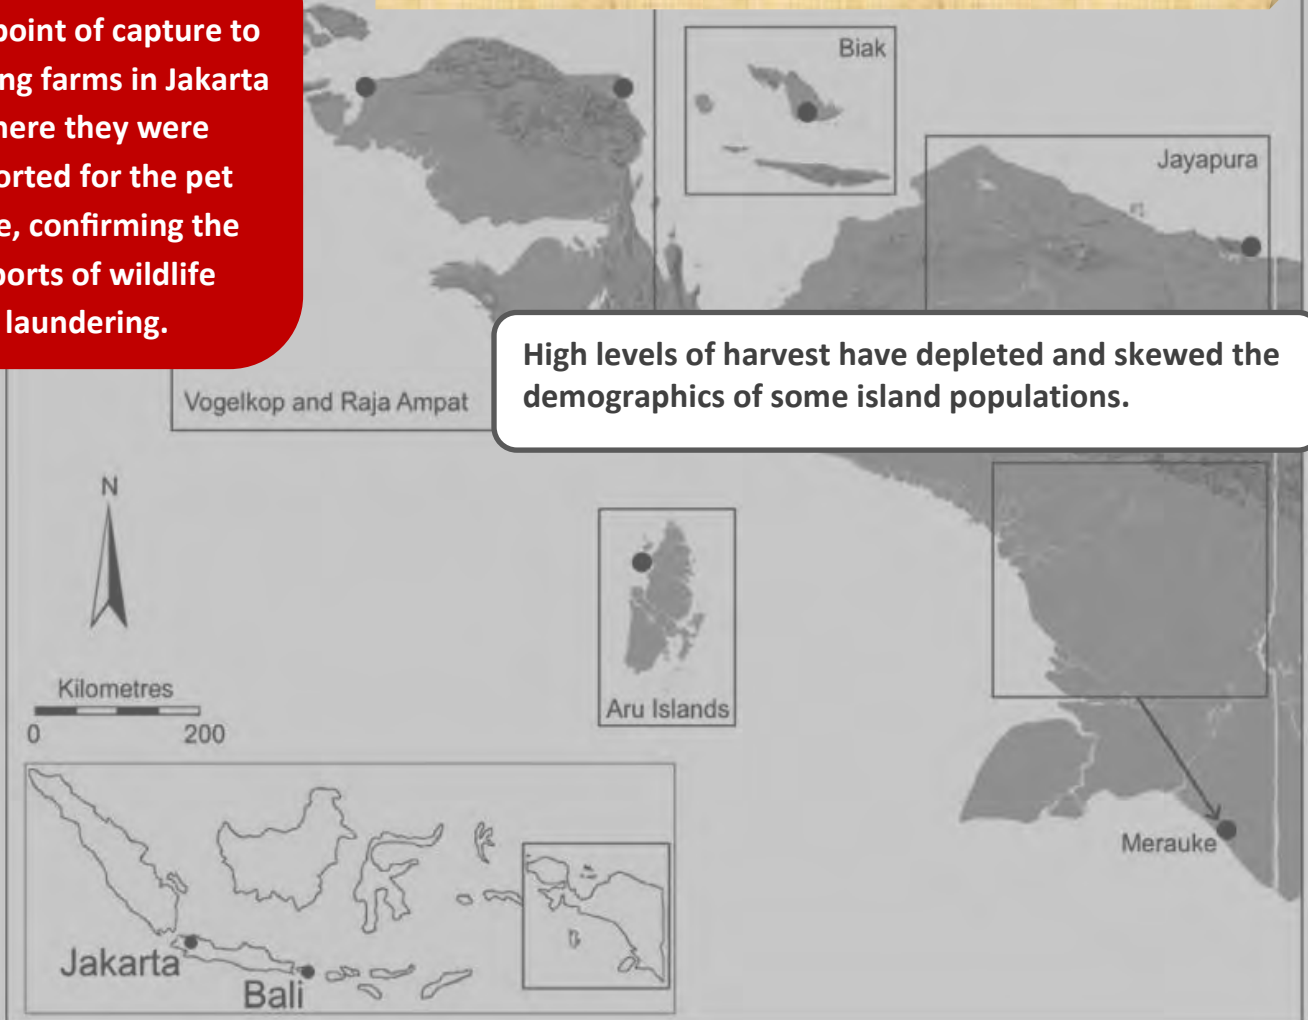 point of capture to
ng farms in Jakarta
here they were
orted for the pet
e, confirming the
ports of wildlife
laundering.
Biak
Jayapura
High levels of harvest have depleted and skewed the
demographics of some island populations.
Vogelkop and Raja Ampat
N
Kilometres
0 200
Aru Islands
Merauke
Jakarta
Bali